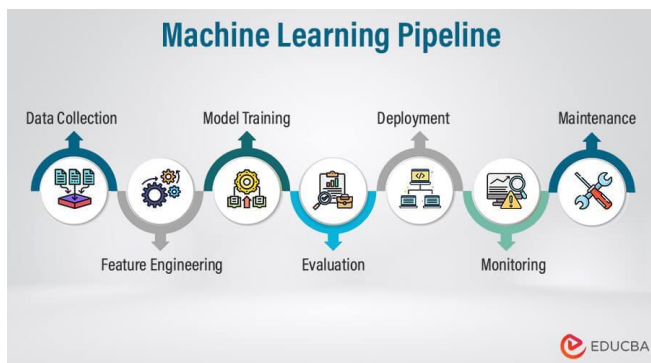 Machine Learning Pipeline
Data Collection
Model Training
Deployment
Maintenance
Feature Engineering
Evaluation
Monitoring
EDUCBA